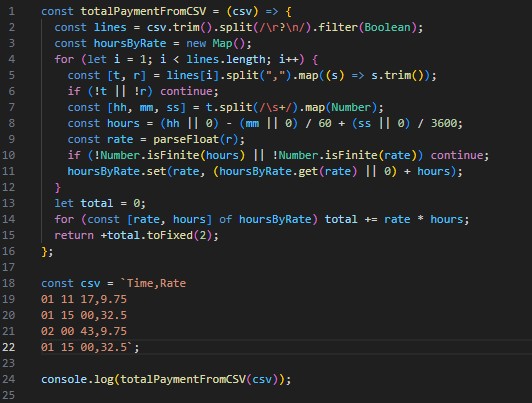 1 const totalPaymentFromCSV = (csv) => {
2   const lines = csv.trim().split(/\r?\n/).filter(Boolean);
3   const hoursByRate = new Map();
4   for (let i = 1; i < lines.length; i++) {
5     const [t, r] = lines[i].split(",").map((s) => s.trim());
6     if (!t || !r) continue;
7     const [hh, mm, ss] = t.split(/\s+/).map(Number);
8     const hours = (hh || 0) - (mm || 0) / 60 + (ss || 0) / 3600;
9     const rate = parseFloat(r);
10     if (!Number.isFinite(hours) || !Number.isFinite(rate)) continue;
11     hoursByRate.set(rate, (hoursByRate.get(rate) || 0) + hours);
12   }
13   let total = 0;
14   for (const [rate, hours] of hoursByRate) total += rate * hours;
15   return +total.toFixed(2);
16 };
17
18 const csv = `Time,Rate
19 01 11 17,9.75
20 01 15 00,32.5
21 02 00 43,9.75
22 01 15 00,32.5`;
23
24 console.log(totalPaymentFromCSV(csv));
25